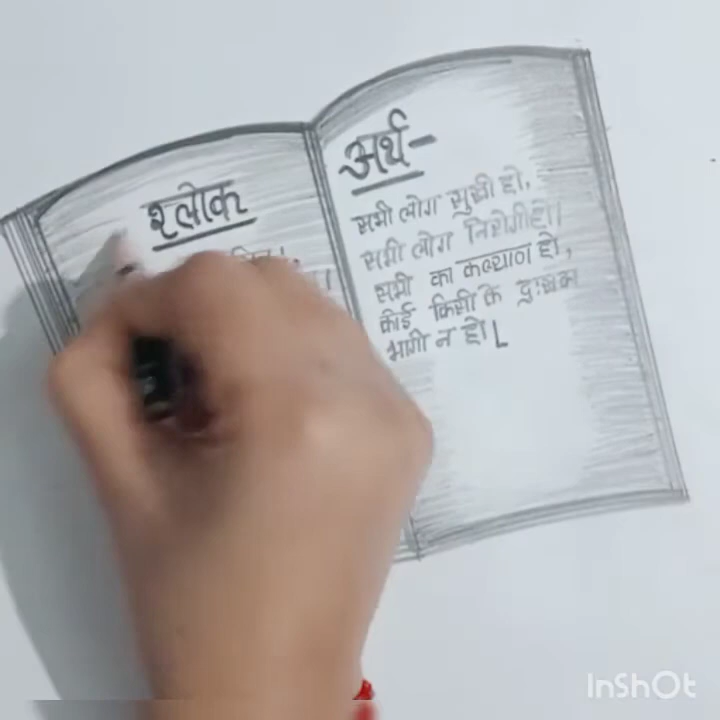 श्लोक
अर्थ-
सभी लोग सुखी हो,
सभी लोग निरोगी हो।
सभी का कल्याण हो,
कोई किसी के दुःख का
भागी न हो।
InShOt